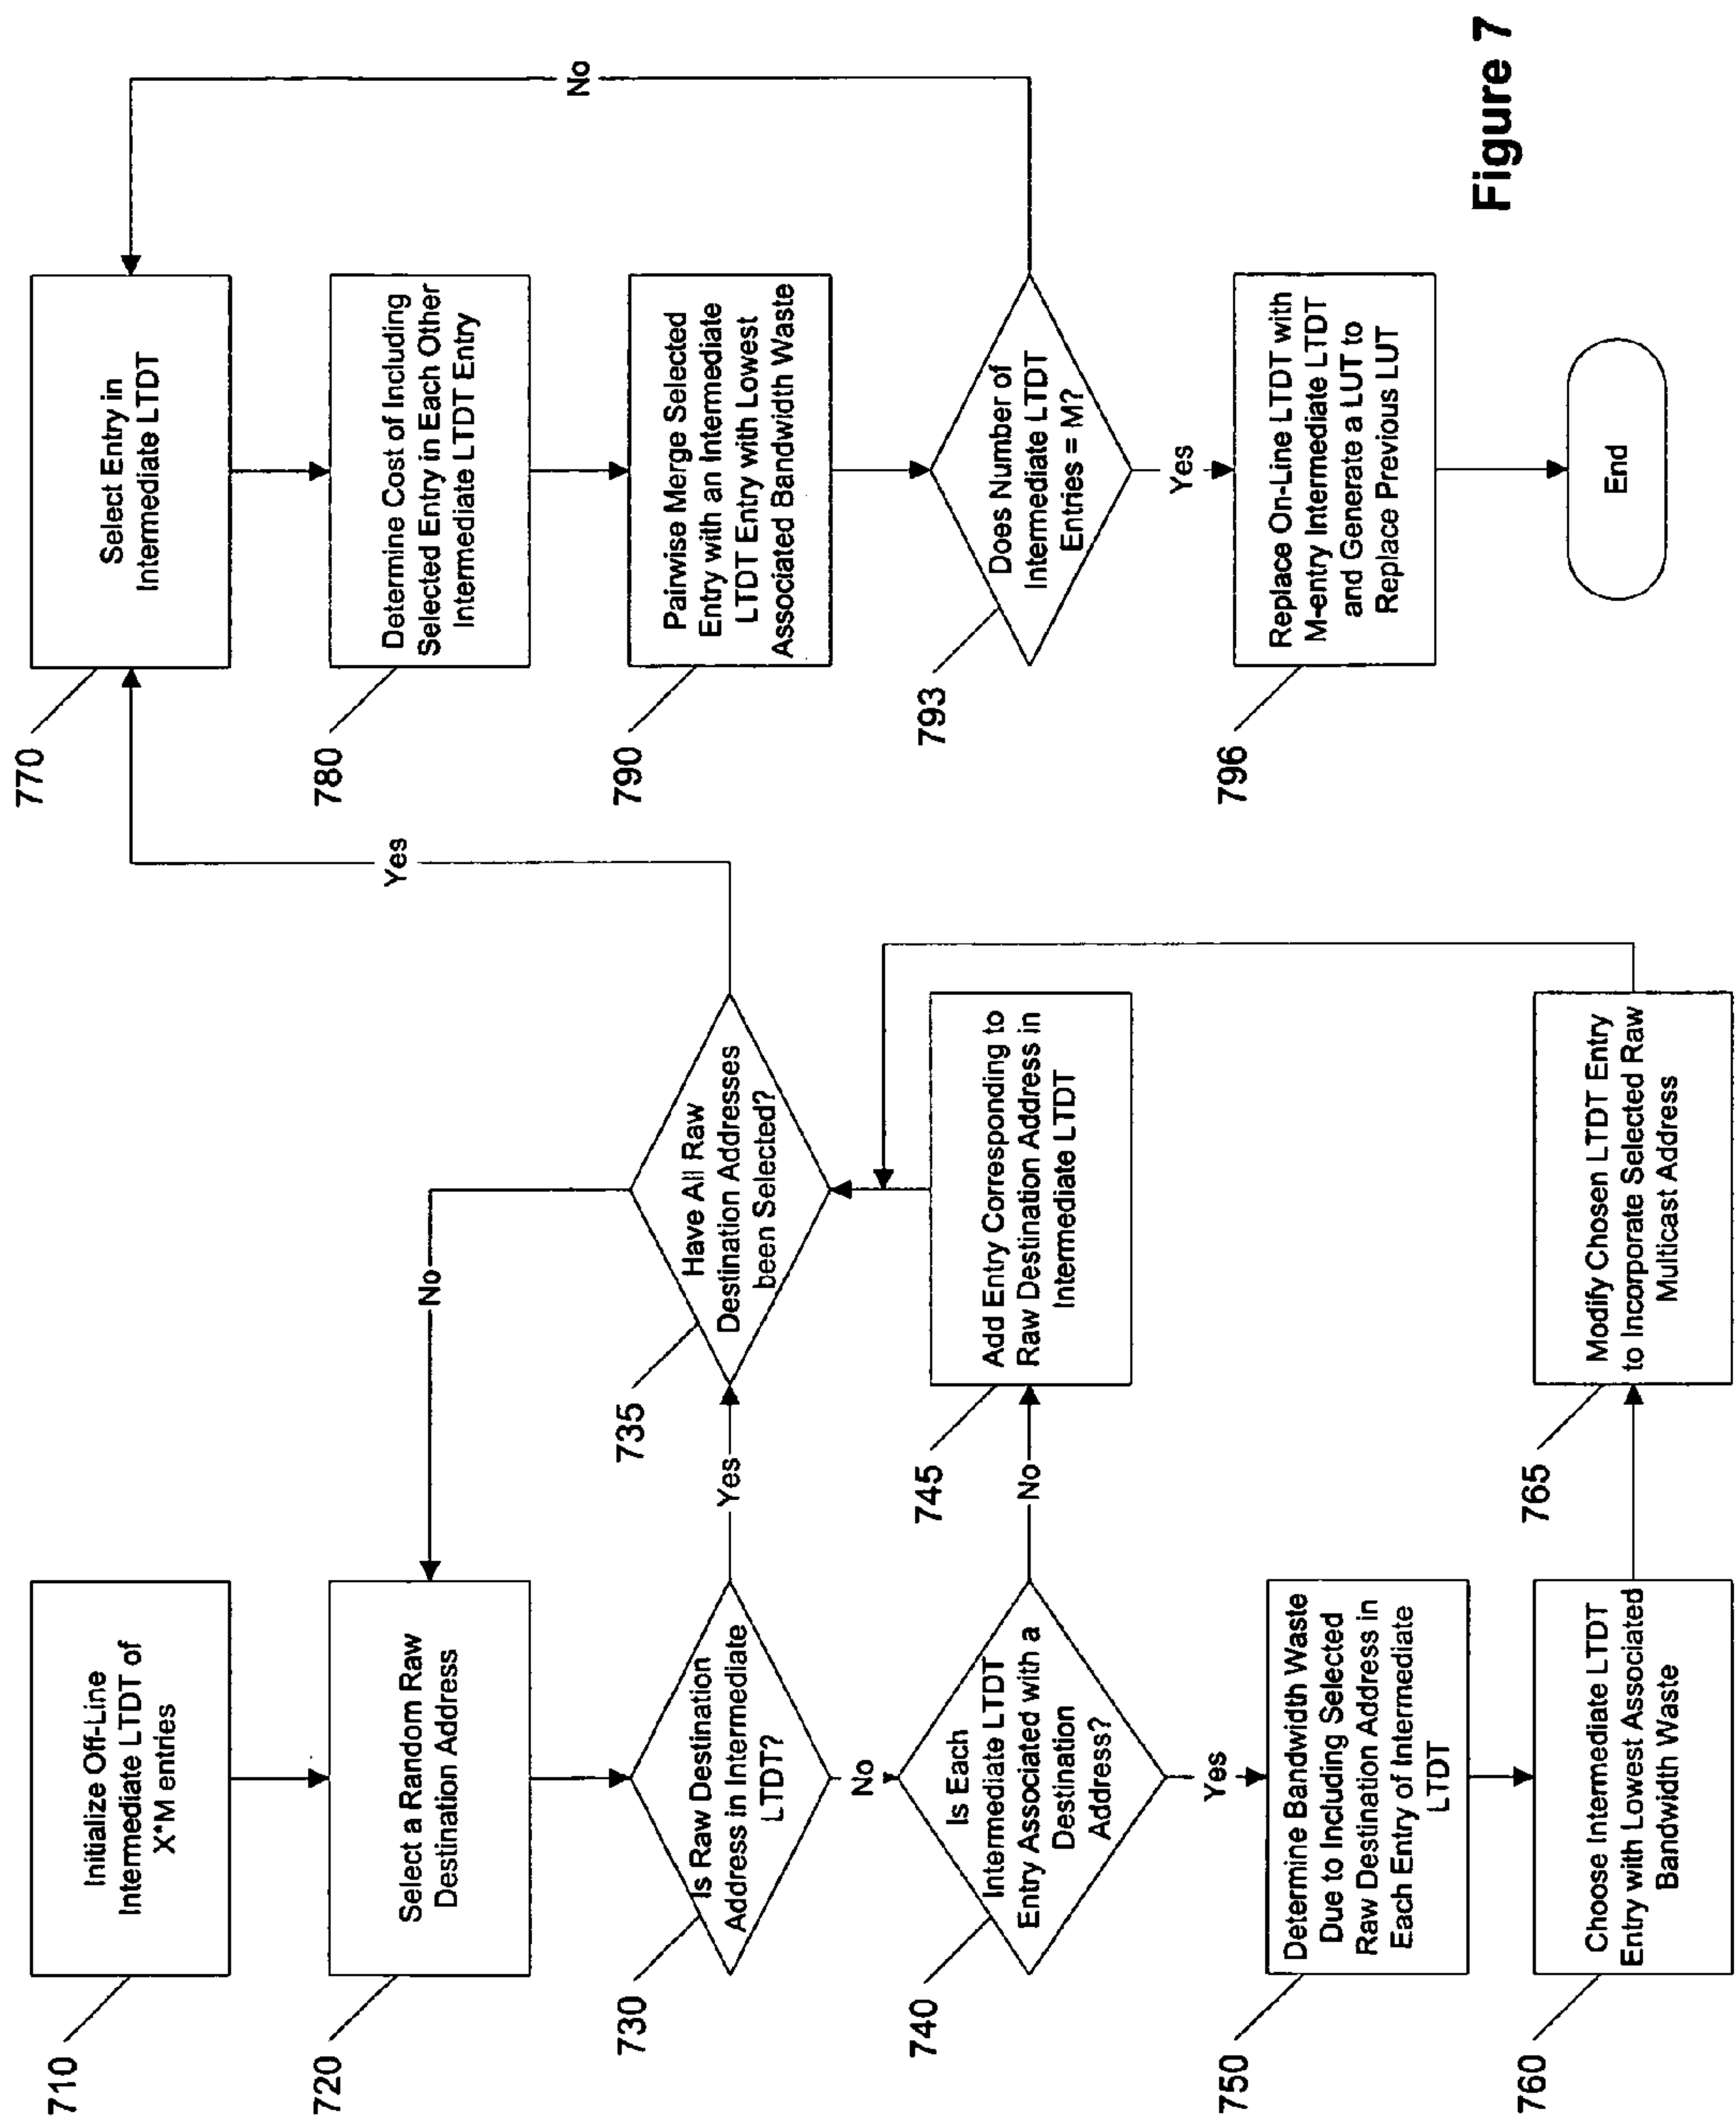 710
Initialize Off-Line
Intermediate LTDT of
X*M entries
720
Select a Random Raw
Destination Address
730
Is Raw Destination
Address in Intermediate
LTDT?
Yes
No
740
Is Each
Intermediate LTDT
Entry Associated with a
Destination
Address?
No
Yes
750
Determine Bandwidth Waste
Due to Including Selected
Raw Destination Address in
Each Entry of Intermediate
LTDT
760
Choose Intermediate LTDT
Entry with Lowest Associated
Bandwidth Waste
No
735
Have All Raw
Destination Addresses
been Selected?
Yes
745
Add Entry Corresponding to
Raw Destination Address in
Intermediate LTDT
765
Modify Chosen LTDT Entry
to Incorporate Selected Raw
Multicast Address
770
Select Entry in
Intermediate LTDT
780
Determine Cost of Including
Selected Entry in Each Other
Intermediate LTDT Entry
790
Pairwise Merge Selected
Entry with an Intermediate
LTDT Entry with Lowest
Associated Bandwidth Waste
793
Does Number of
Intermediate LTDT
Entries = M?
No
Yes
796
Replace On-Line LTDT with
M-entry Intermediate LTDT
and Generate a LUT to
Replace Previous LUT
End
Figure 7